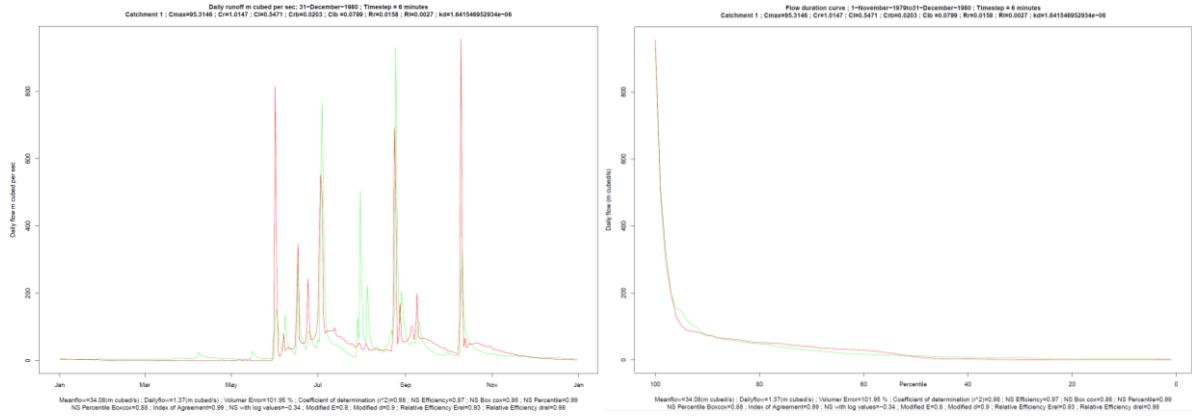 Daily runoff m cubed per sec; 31-December-1980 ; Timestep = 6 minutes
Catchment 1 ; Cmax=95.3146 ; Cr=1.0147 ; Cl=0.5471 ; Crb=0.0203 ; Clb =0.0799 ; Rr=0.0158 ; Rl=0.0027 ; kd=1.641546952934e-06
Daily flow m cubed per sec
800
600
400
200
0
Jan
Mar
May
Jul
Sep
Nov
Jan
Meanflow=34.08(m cubed/s) ; Dailyflow=1.37(m cubed/s) ; Volumer Error=101.95 % ; Coefficient of determination (r^2)=0.98 ; NS Efficiency=0.97 ; NS Box cox=0.86 ; NS Percentile=0.99
NS Percentile Boxcox=0.88 ; Index of Agreement=0.99 ; NS with log values=-0.34 ; Modified E=0.8 ; Modified d=0.9 ; Relative Efficiency Erel=0.93 ; Relative Efficiency drel=0.98
Flow duration curve ; 1-November-1979to31-December-1980 ; Timestep = 6 minutes
Catchment 1 ; Cmax=95.3146 ; Cr=1.0147 ; Cl=0.5471 ; Crb=0.0203 ; Clb =0.0799 ; Rr=0.0158 ; Rl=0.0027 ; kd=1.641546952934e-06
Daily flow (m cubed/s)
800
600
400
200
0
100
80
60
40
Percentile
20
0
Meanflow=34.08(m cubed/s) ; Dailyflow=1.37(m cubed/s) ; Volumer Error=101.95 % ; Coefficient of determination (r^2)=0.98 ; NS Efficiency=0.97 ; NS Box cox=0.86 ; NS Percentile=0.99
NS Percentile Boxcox=0.88 ; Index of Agreement=0.99 ; NS with log values=-0.34 ; Modified E=0.8 ; Modified d=0.9 ; Relative Efficiency Erel=0.93 ; Relative Efficiency drel=0.98